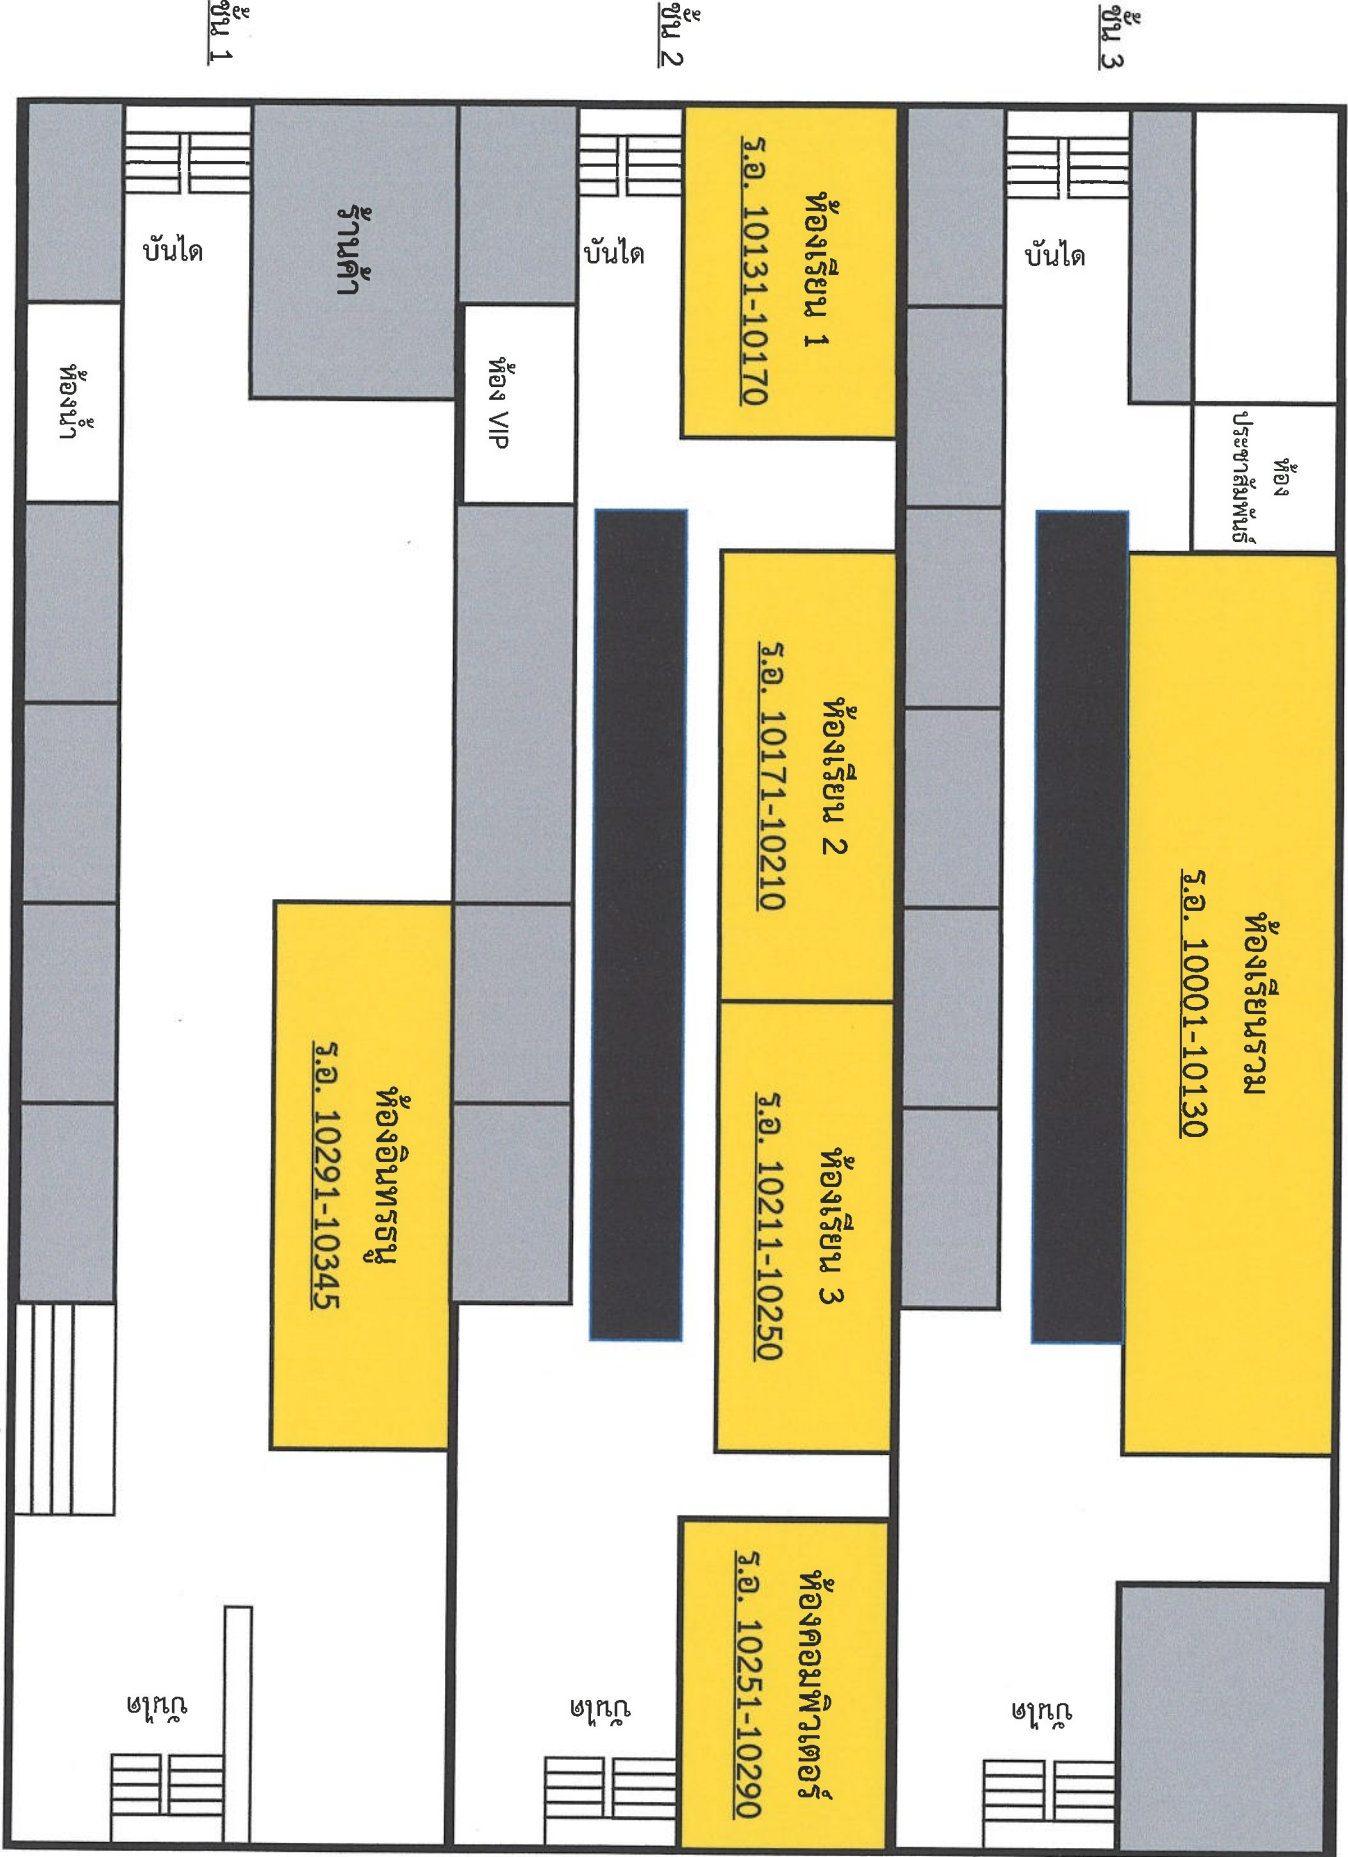 ชั้น 3
บันได
ห้อง
ประชาสัมพันธ์
ห้องเรียนรวม
ร.อ. 10001-10130
บันได
ชั้น 2
บันได
ห้องเรียน 1
ร.อ. 10131-10170
ห้องเรียน 2
ร.อ. 10171-10210
ห้องเรียน 3
ร.อ. 10211-10250
ห้องคอมพิวเตอร์
ร.อ. 10251-10290
ห้อง VIP
บันได
ชั้น 1
บันได
ร้านค้า
ห้องอินทรธนู
ร.อ. 10291-10345
ห้องน้ำ
บันได